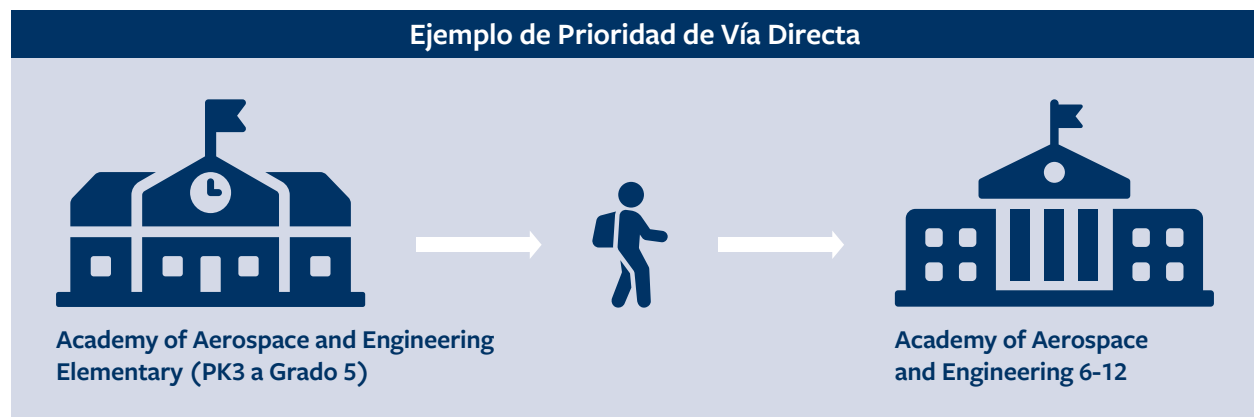 Ejemplo de Prioridad de Vía Directa
Academy of Aerospace and Engineering
Elementary (PK3 a Grado 5)
Academy of Aerospace
and Engineering 6-12